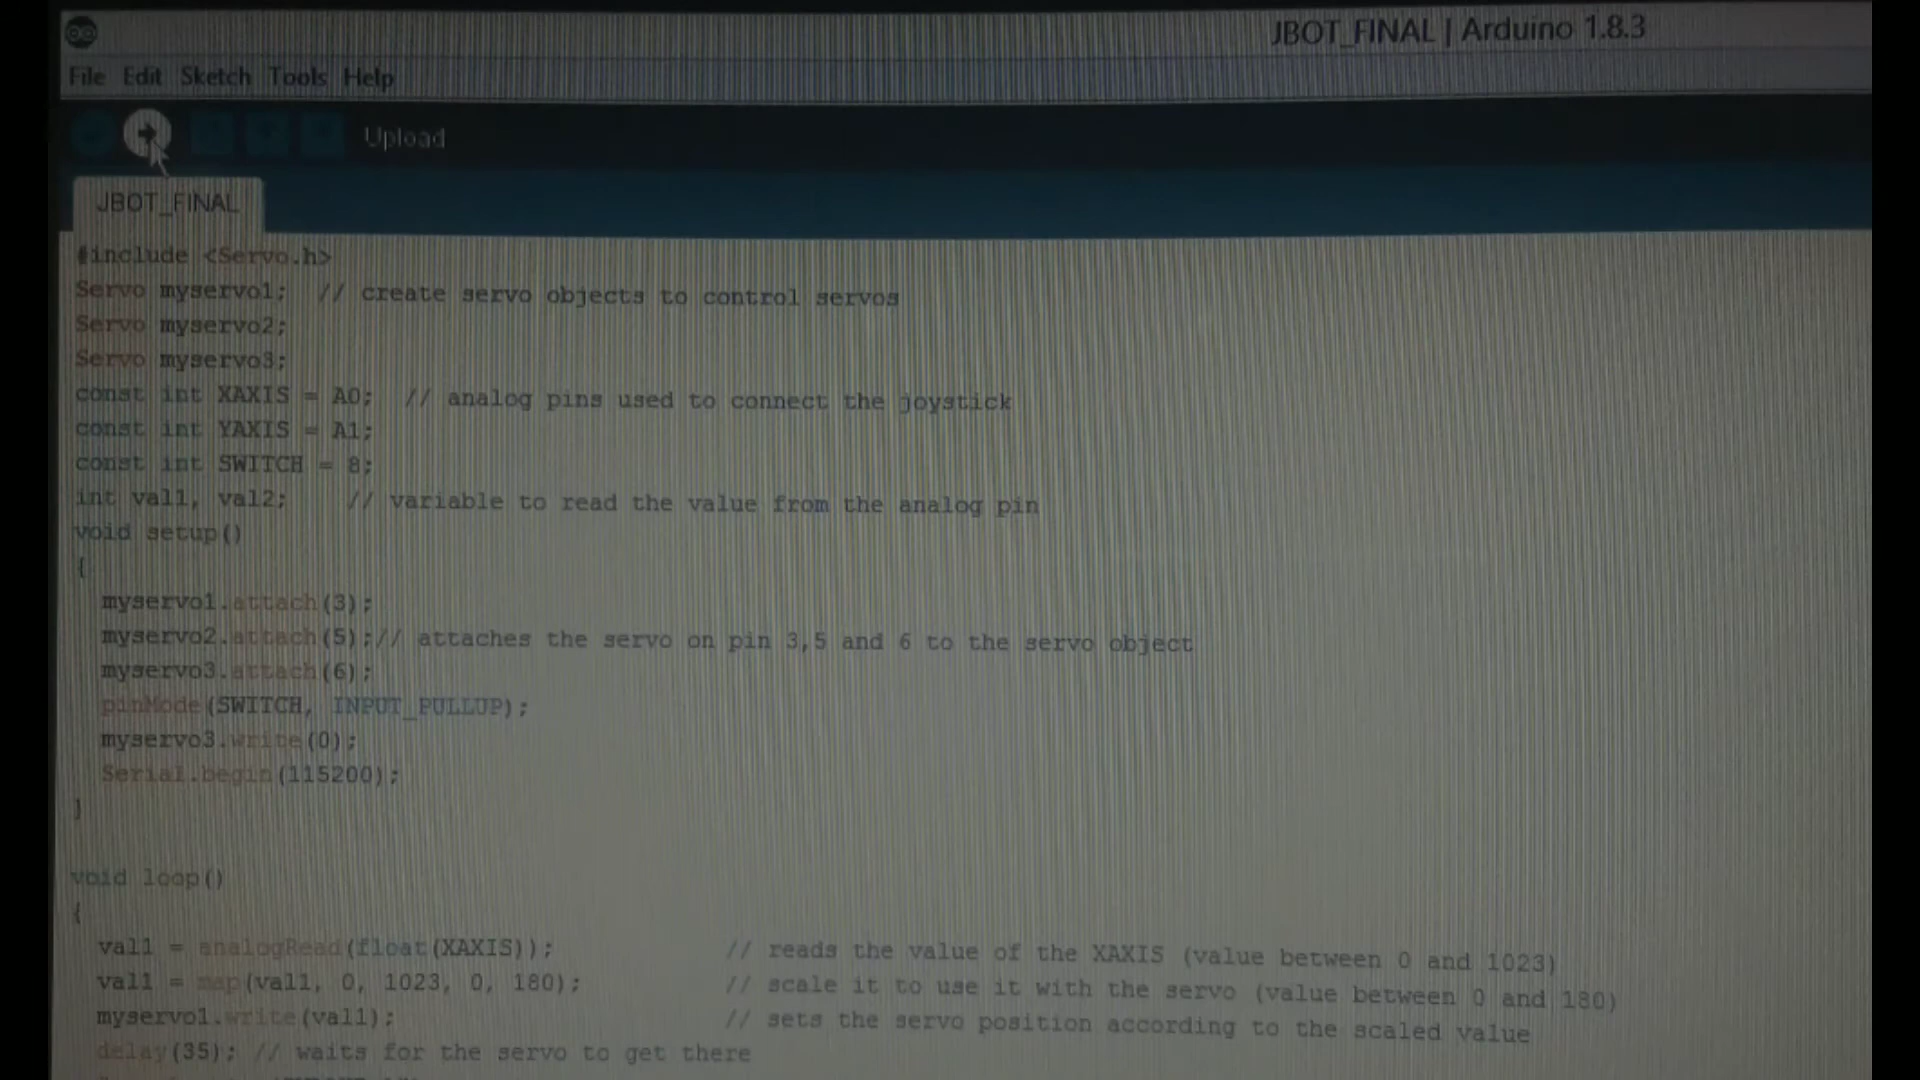 JBOT_FINAL | Arduino 1.8.3
File Edit Sketch Tools Help
Upload
JBOT_FINAL
#include <Servo.h>
Servo myservo1;  // create servo objects to control servos
Servo myservo2;
Servo myservo3;
const int XAXIS = A0;  // analog pins used to connect the joystick
const int YAXIS = A1;
const int SWITCH = 8;
int val1, val2;    // variable to read the value from the analog pin
void setup()
{
myservo1.attach(3);
myservo2.attach(5);// attaches the servo on pin 3,5 and 6 to the servo object
myservo3.attach(6);
pinMode(SWITCH, INPUT_PULLUP);
myservo3.write(0);
Serial.begin(115200);
}
void loop()
{
val1 = analogRead(float(XAXIS));    // reads the value of the XAXIS (value between 0 and 1023)
val1 = map(val1, 0, 1023, 0, 180);    // scale it to use it with the servo (value between 0 and 180)
myservo1.write(val1);    // sets the servo position according to the scaled value
delay(35); // waits for the servo to get there